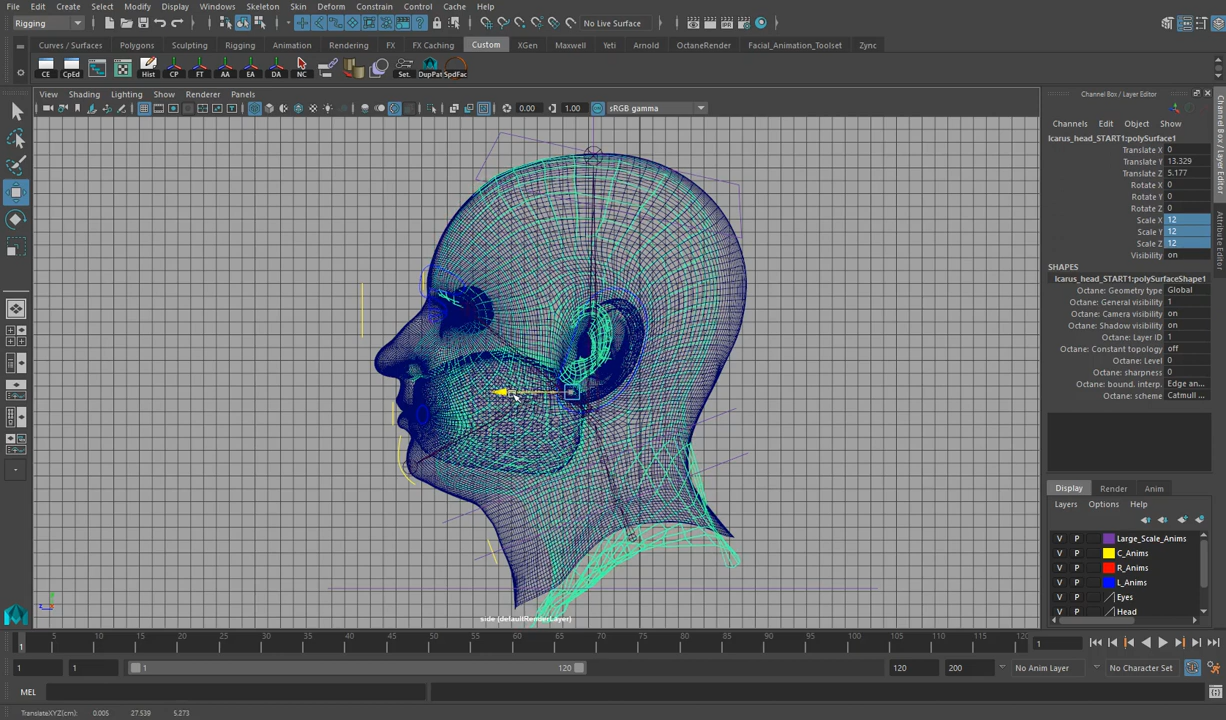 File Edit Create Select Modify Display Windows Skeleton Skin Deform Constrain Control Cache Help
Rigging No Live Surface
Curves / Surfaces Polygons Sculpting Rigging Animation Rendering FX FX Caching Custom XGen Maxwell Yeti Arnold OctaneRender Facial_Animation_Toolset Zync
CE CpEd Hist CP FT AA EA DA NC Set. DupPat SpdFac
View Shading Lighting Show Renderer Panels
0.00 1.00 sRGB gamma
Channel Box / Layer Editor
Channels Edit Object Show
Icarus_head_START1:polySurface1
Translate X 0
Translate Y 13.329
Translate Z 5.177
Rotate X 0
Rotate Y 0
Rotate Z 0
Scale X 12
Scale Y 12
Scale Z 12
Visibility on
SHAPES
Icarus_head_START1:polySurfaceShape1
Octane: Geometry type Global
Octane: General visibility 1
Octane: Camera visibility on
Octane: Shadow visibility on
Octane: Layer ID 1
Octane: Constant topology off
Octane: Level 0
Octane: sharpness 0
Octane: bound. interp. Edge an...
Octane: scheme Catmull ...
Channel Box / Layer Editor
Attribute Editor
Display Render Anim
Layers Options Help
V P Large_Scale_Anims
V P C_Anims
V P R_Anims
V P L_Anims
V P Eyes
V P Head
side (defaultRenderLayer)
5 10 15 20 25 30 35 40 45 50 55 60 65 70 75 80 85 90 95 100 105 110 115 120
1 1
1 1 1 120 120 200 No Anim Layer No Character Set
MEL
TranslateXYZ(cm): 0.005 27.539 5.273